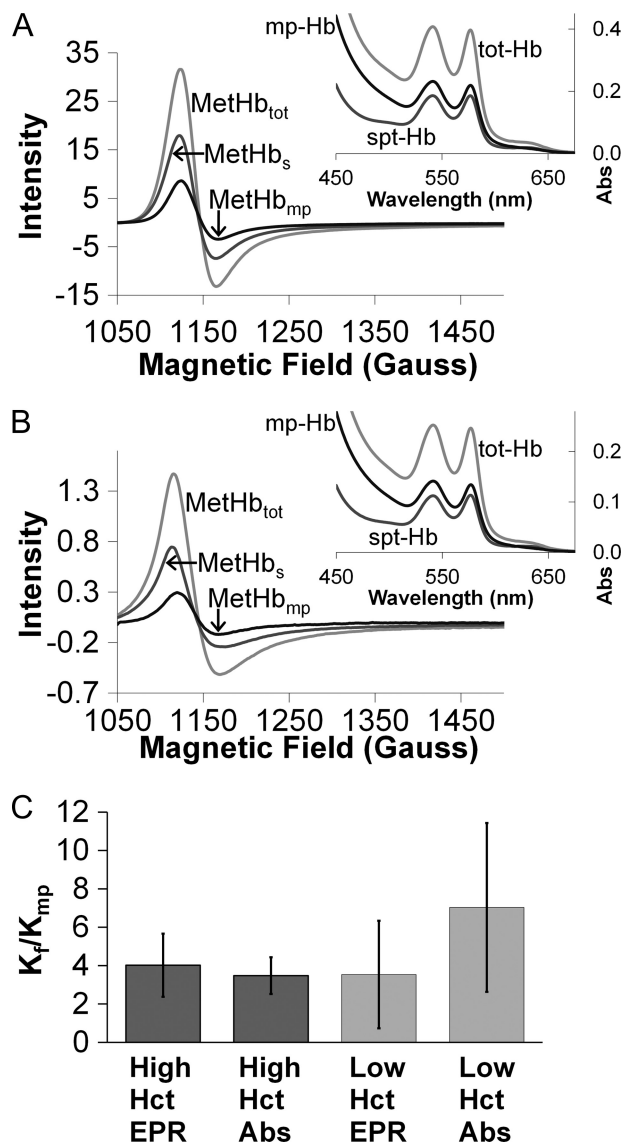 A
35
25
15
5
-5
-15
Intensity
MetHbtot
MetHbs
MetHbmp
1050 1150 1250 1350 1450
Magnetic Field (Gauss)
mp-Hb
tot-Hb
spt-Hb
0.4
0.2
0.0
Abs
450 550 650
Wavelength (nm)
B
1.3
0.8
0.3
-0.2
-0.7
Intensity
MetHbtot
MetHbs
MetHbmp
1050 1150 1250 1350 1450
Magnetic Field (Gauss)
mp-Hb
tot-Hb
spt-Hb
0.2
0.1
0.0
Abs
450 550 650
Wavelength (nm)
C
12
10
8
6
4
2
0
Kf/Kmp
High Hct EPR
High Hct Abs
Low Hct EPR
Low Hct Abs